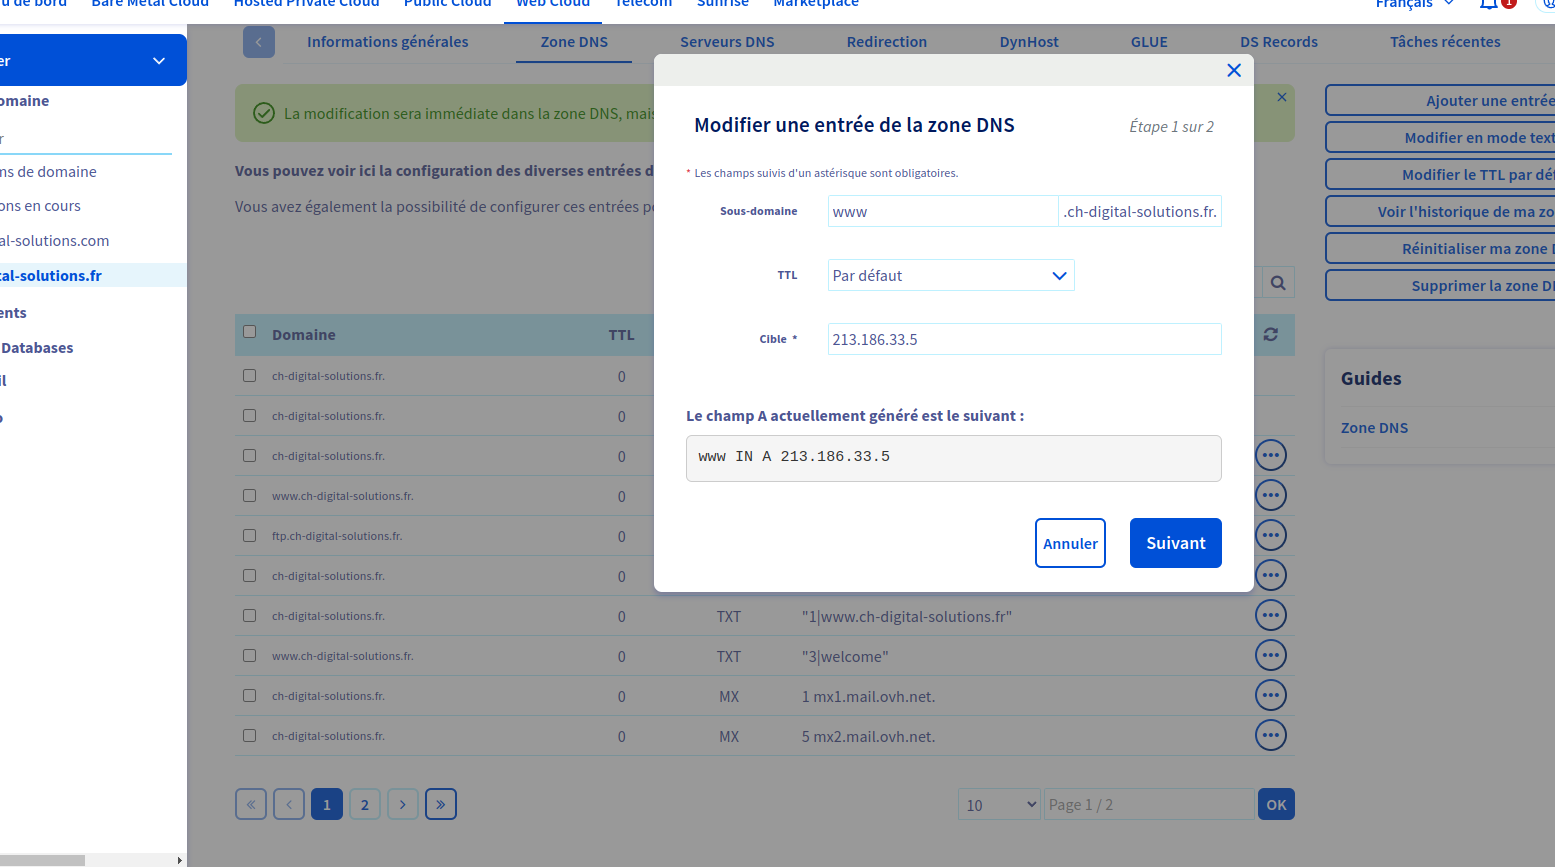 u de bord Bare Metal Cloud Hosted Private Cloud Public Cloud Web Cloud Telecom Sunrise Marketplace Français 1
er
Informations générales Zone DNS Serveurs DNS Redirection DynHost GLUE DS Records Tâches récentes
omaine
r
ns de domaine
ons en cours
al-solutions.com
tal-solutions.fr
ents
Databases
il
La modification sera immédiate dans la zone DNS, mais
Vous pouvez voir ici la configuration des diverses entrées d
Vous avez également la possibilité de configurer ces entrées p
Modifier une entrée de la zone DNS Étape 1 sur 2
* Les champs suivis d'un astérisque sont obligatoires.
Sous-domaine www .ch-digital-solutions.fr.
TTL Par défaut
Cible * 213.186.33.5
Le champ A actuellement généré est le suivant :
www IN A 213.186.33.5
Annuler Suivant
Ajouter une entrée
Modifier en mode text
Modifier le TTL par déf
Voir l'historique de ma zo
Réinitialiser ma zone
Supprimer la zone D
Guides
Zone DNS
Domaine TTL
ch-digital-solutions.fr. 0
ch-digital-solutions.fr. 0
ch-digital-solutions.fr. 0
www.ch-digital-solutions.fr. 0
ftp.ch-digital-solutions.fr. 0
ch-digital-solutions.fr. 0
ch-digital-solutions.fr. 0 TXT "1|www.ch-digital-solutions.fr"
www.ch-digital-solutions.fr. 0 TXT "3|welcome"
ch-digital-solutions.fr. 0 MX 1 mx1.mail.ovh.net.
ch-digital-solutions.fr. 0 MX 5 mx2.mail.ovh.net.
« ‹ 1 2 › » 10 Page 1 / 2 OK